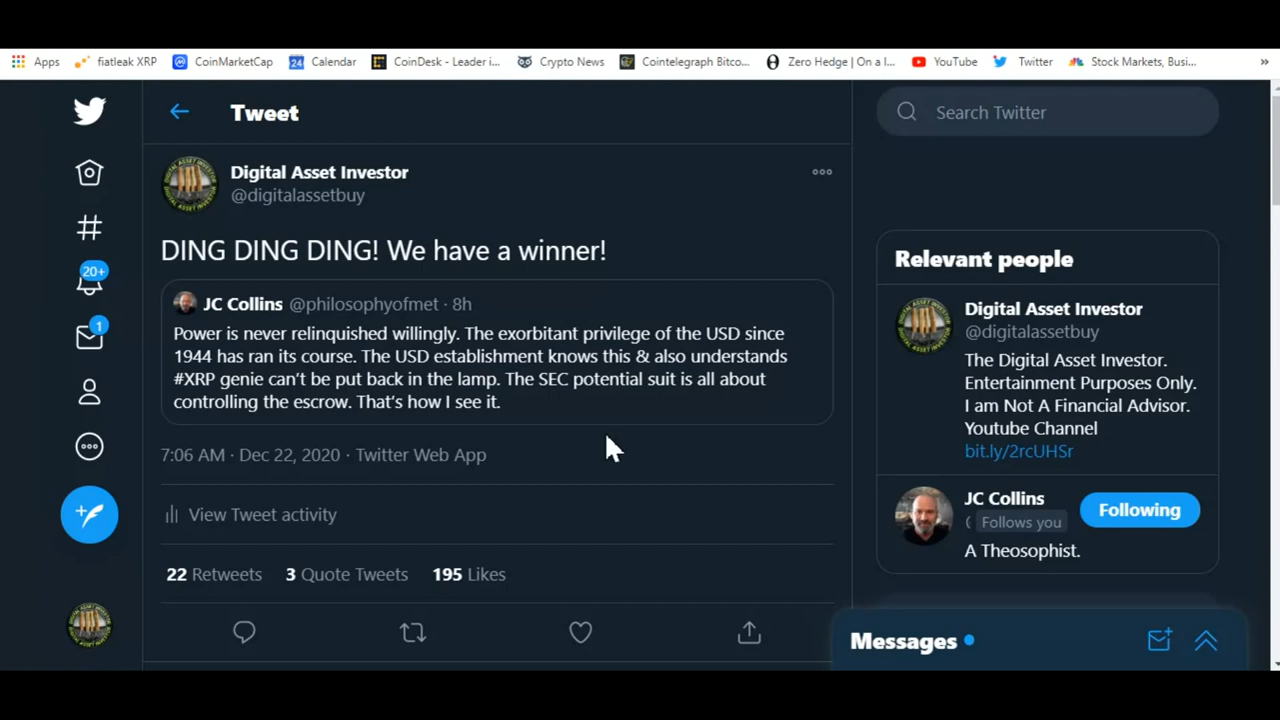 Apps fiatleak XRP CoinMarketCap 24 Calendar CoinDesk - Leader i... Crypto News Cointelegraph Bitco... Zero Hedge | On a l... YouTube Twitter Stock Markets, Busi... »
Tweet
Search Twitter
Digital Asset Investor
@digitalassetbuy
DING DING DING! We have a winner!
JC Collins @philosophyofmet · 8h
Power is never relinquished willingly. The exorbitant privilege of the USD since
1944 has ran its course. The USD establishment knows this & also understands
#XRP genie can't be put back in the lamp. The SEC potential suit is all about
controlling the escrow. That's how I see it.
7:06 AM · Dec 22, 2020 · Twitter Web App
View Tweet activity
22 Retweets 3 Quote Tweets 195 Likes
20+
1
Relevant people
Digital Asset Investor
@digitalassetbuy
The Digital Asset Investor.
Entertainment Purposes Only.
I am Not A Financial Advisor.
Youtube Channel
bit.ly/2rcUHSr
JC Collins
( Follows you
Following
A Theosophist.
Messages